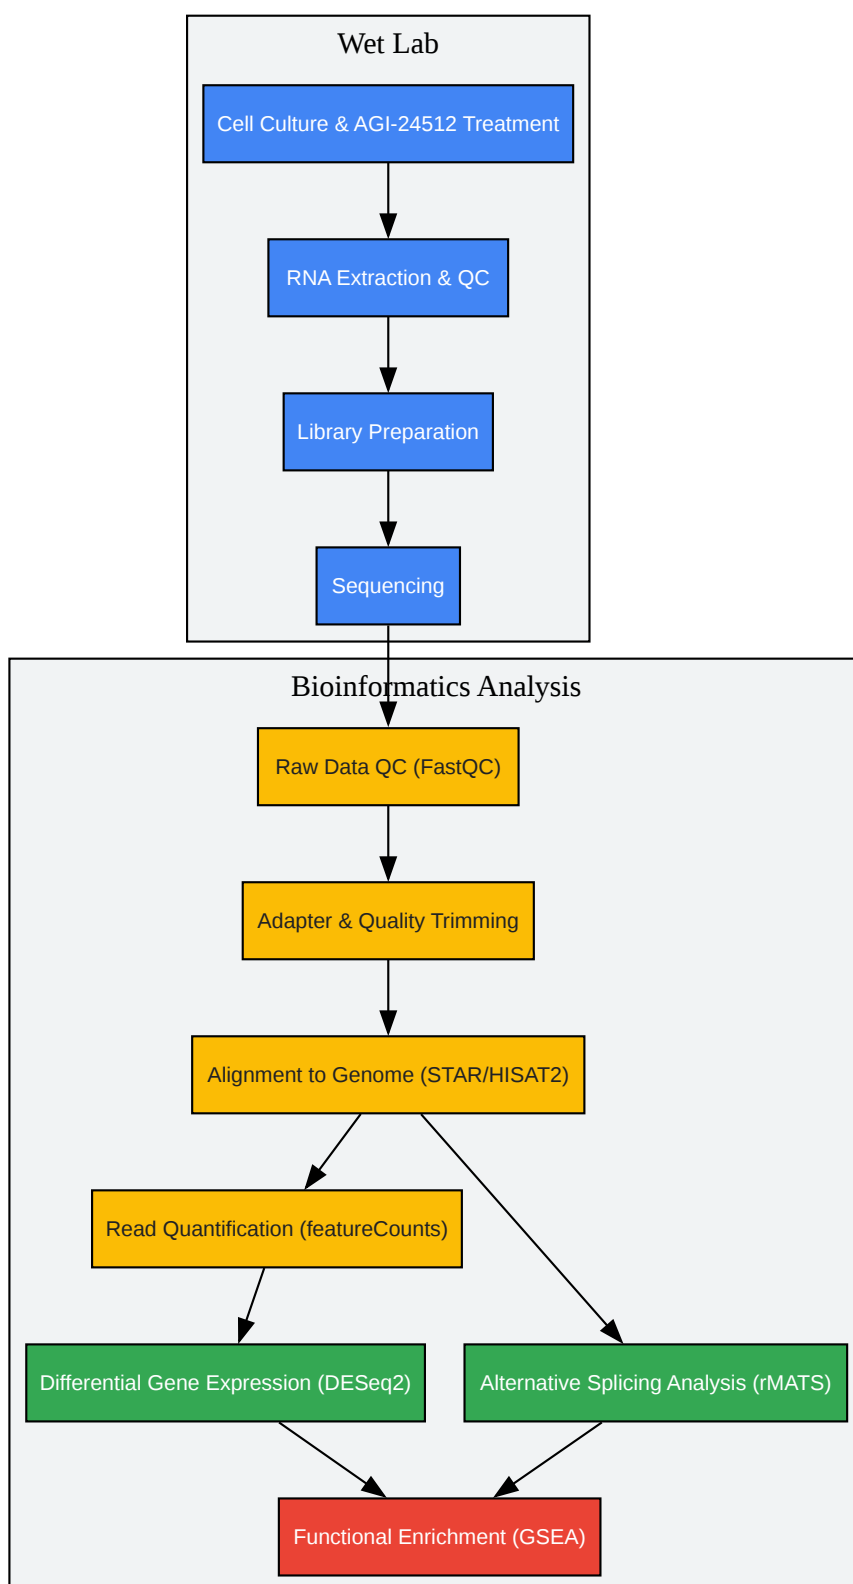 Wet Lab
Cell Culture & AGI-24512 Treatment
RNA Extraction & QC
Library Preparation
Sequencing
Bioinformatics Analysis
Raw Data QC (FastQC)
Adapter & Quality Trimming
Alignment to Genome (STAR/HISAT2)
Read Quantification (featureCounts)
Differential Gene Expression (DESeq2)
Alternative Splicing Analysis (rMATS)
Functional Enrichment (GSEA)